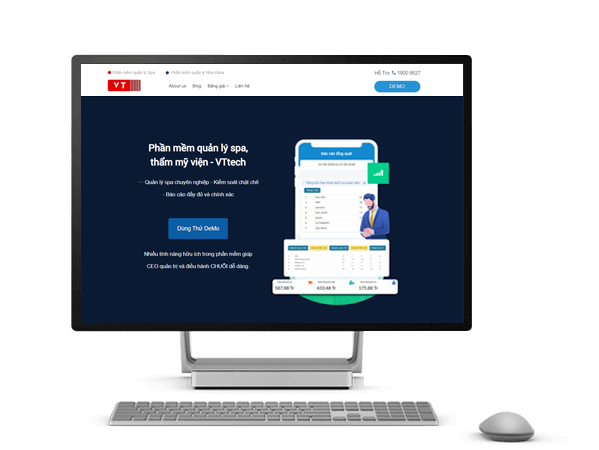 Phần mềm quản lý Spa
Phần mềm quản lý Nha Khoa
Hỗ Trợ 1900.8627
VT
About us Blog Bảng giá Liên hệ
DEMO
Phần mềm quản lý spa,
thẩm mỹ viện - VTtech
Quản lý spa chuyên nghiệp - Kiểm soát chặt chẽ
- Báo cáo đầy đủ và chính xác
Dùng Thử DeMo
Nhiều tính năng hữu ích trong phần mềm giúp
CEO quản trị và điều hành CHUỖI dễ dàng.
Báo cáo tổng quát
587.88 Tr 433.48 Tr 175.88 Tr